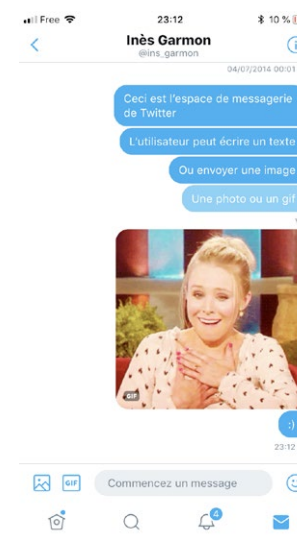 Free 23:12 10 %
Inès Garmon
@ins_garmon
04/07/2014 00:01
Ceci est l'espace de messagerie
de Twitter
L'utilisateur peut écrire un texte
Ou envoyer une image
Une photo ou un gif
GIF
:)
23:12
GIF Commencez un message
4